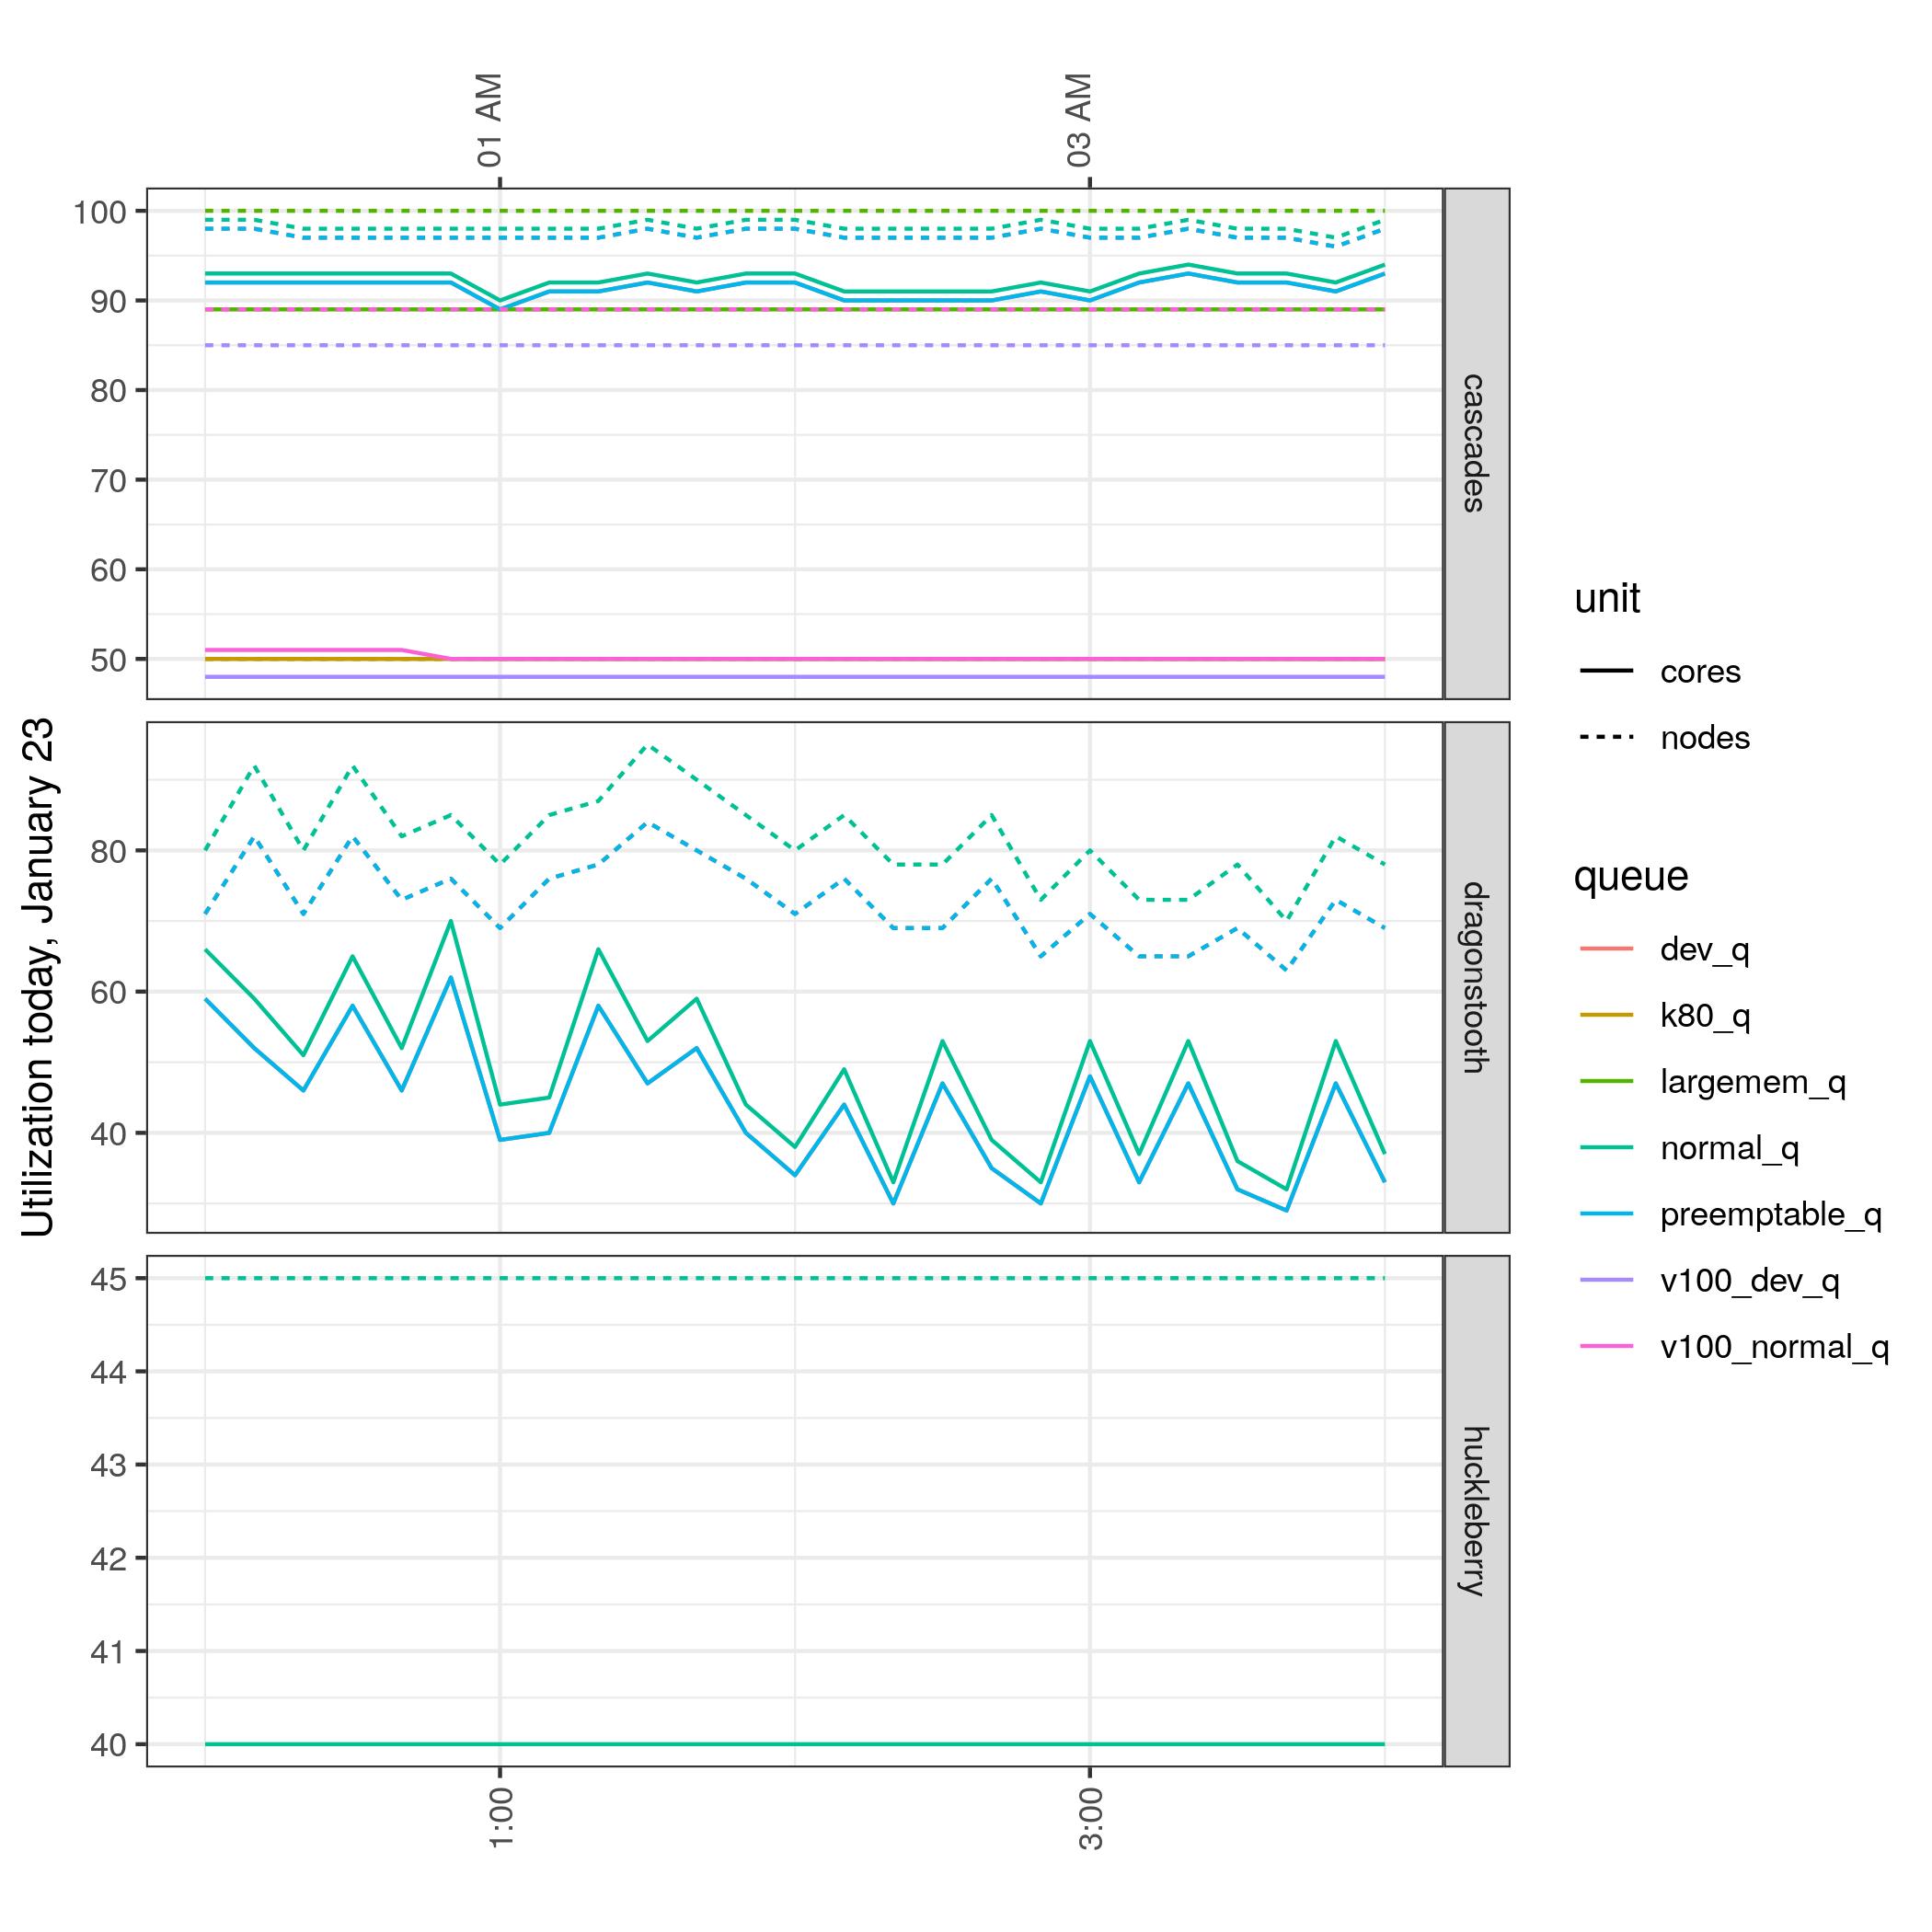 01 AM
03 AM
100
90
80
70
60
50
cascades
80
60
40
dragonstooth
45
44
43
42
41
40
huckleberry
1:00
3:00
Utilization today, January 23
unit
cores
nodes
queue
dev_q
k80_q
largemem_q
normal_q
preemptable_q
v100_dev_q
v100_normal_q